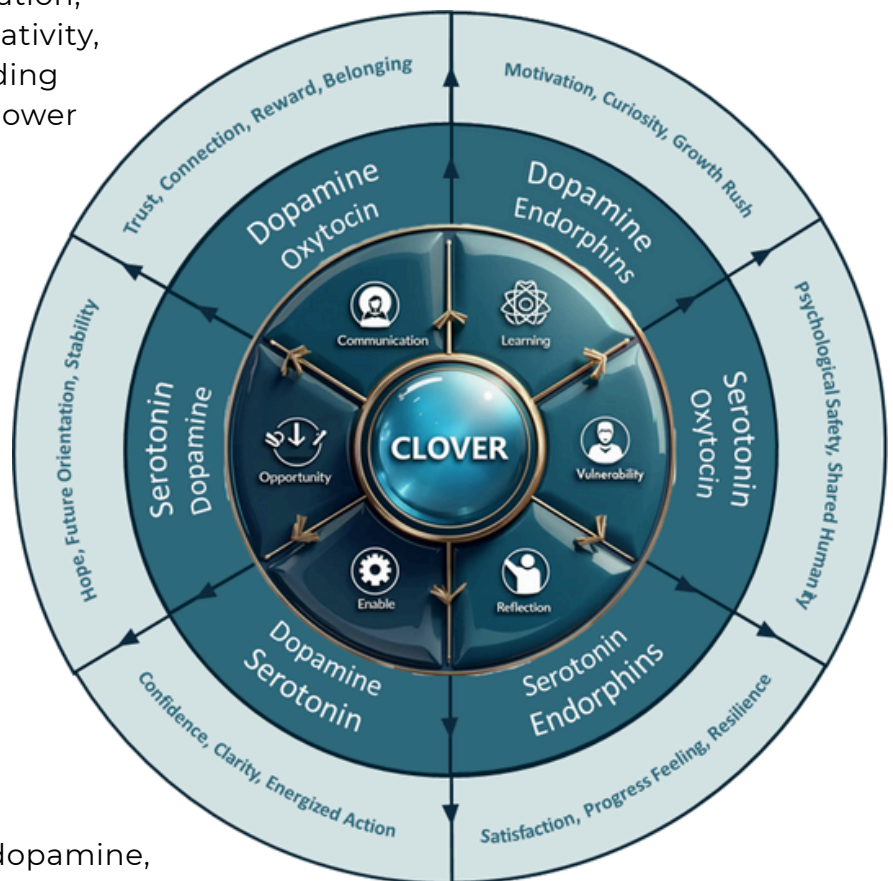 ativity,
ding
ower
Trust, Connection, Reward, Belonging
Motivation, Curiosity, Growth Rush
Dopamine
Oxytocin
Dopamine
Endorphins
Communication
Learning
Hope, Future Orientation, Stability
Serotonin
Dopamine
Opportunity
CLOVER
Vulnerability
Serotonin
Oxytocin
Psychological Safety, Shared Humanity
Enable
Reflection
Dopamine
Serotonin
Serotonin
Endorphins
Confidence, Clarity, Energized Action
Satisfaction, Progress Feeling, Resilience
dopamine,